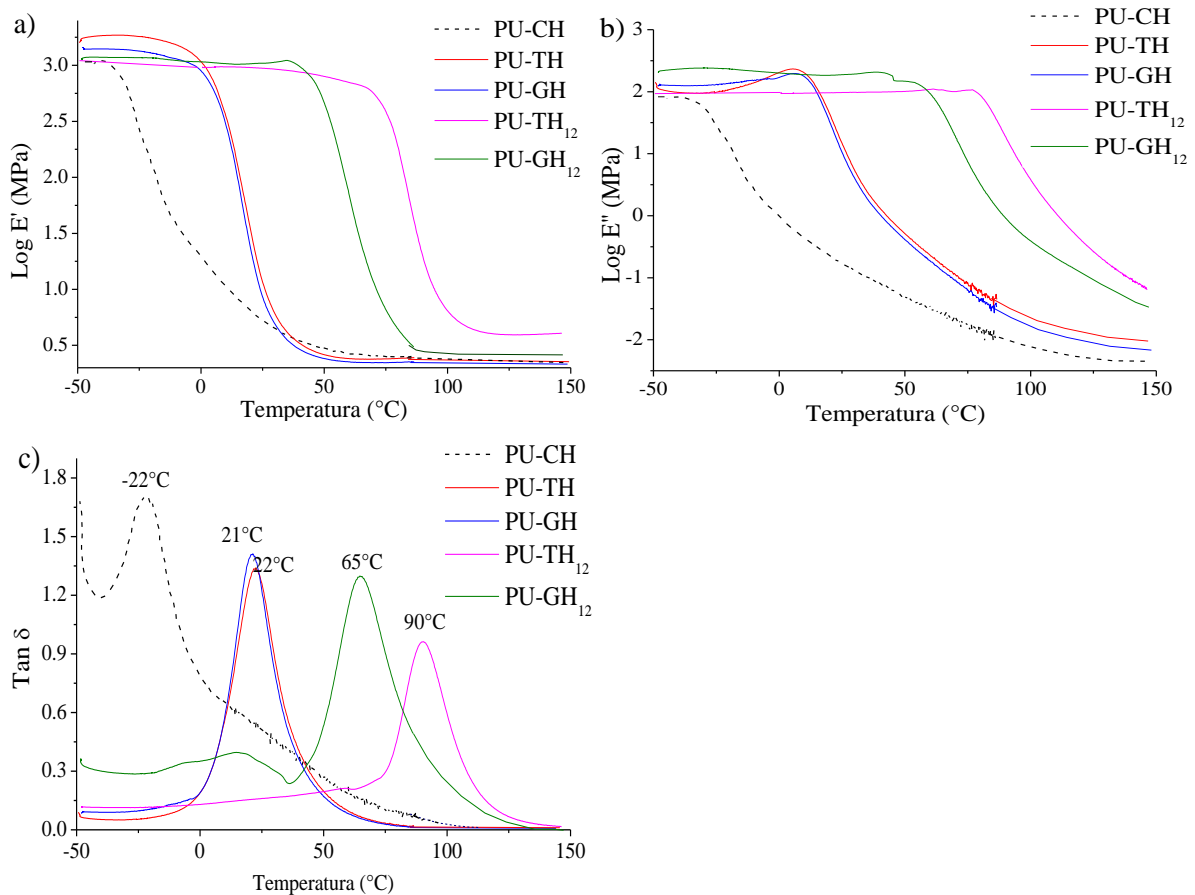 a)
PU-CH
PU-TH
PU-GH
PU-TH12
PU-GH12
3.0
2.5
2.0
1.5
1.0
0.5
Log E' (MPa)
-50 0 50 100 150
Temperatura (°C)
b)
PU-CH
PU-TH
PU-GH
PU-TH12
PU-GH12
3
2
1
0
-1
-2
Log E" (MPa)
-50 0 50 100 150
Temperatura (°C)
c)
PU-CH
PU-TH
PU-GH
PU-TH12
PU-GH12
-22°C
21°C
22°C
65°C
90°C
1.8
1.5
1.2
0.9
0.6
0.3
0.0
Tan δ
-50 0 50 100 150
Temperatura (°C)